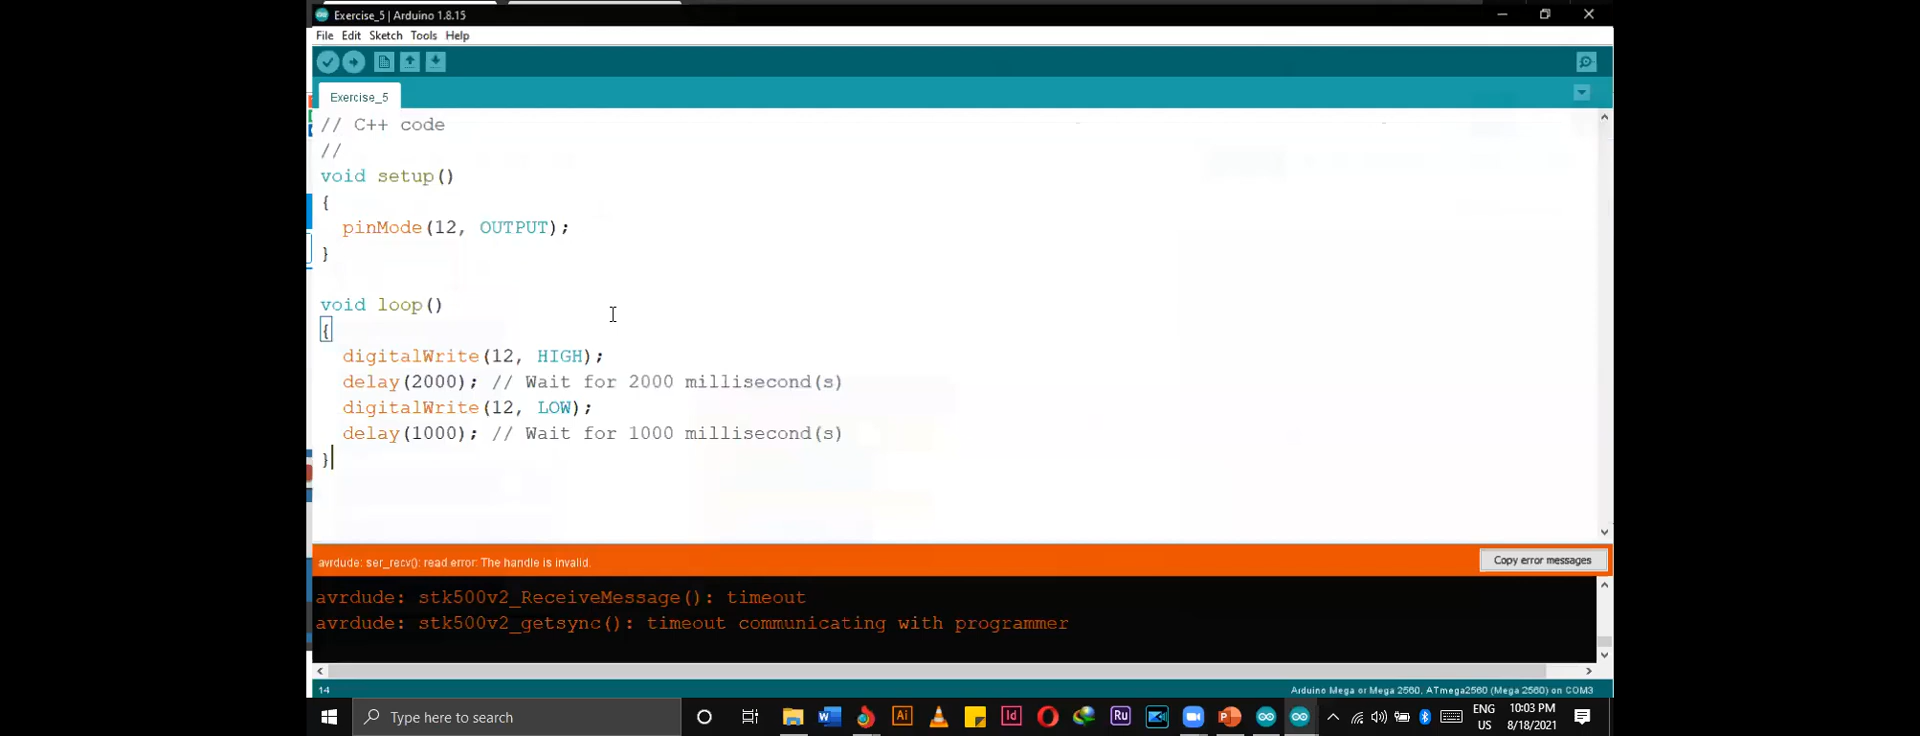 Exercise_5 | Arduino 1.8.15
File Edit Sketch Tools Help
Exercise_5
// C++ code
//
void setup()
{
pinMode(12, OUTPUT);
}
void loop()
{
digitalWrite(12, HIGH);
delay(2000); // Wait for 2000 millisecond(s)
digitalWrite(12, LOW);
delay(1000); // Wait for 1000 millisecond(s)
}
avrdude: ser_recv(): read error: The handle is invalid.
Copy error messages
avrdude: stk500v2_ReceiveMessage(): timeout
avrdude: stk500v2_getsync(): timeout communicating with programmer
14
Arduino Mega or Mega 2560, ATmega2560 (Mega 2560) on COM3
Type here to search
W
Ai
Id
Ru
P
ENG
US
10:03 PM
8/18/2021